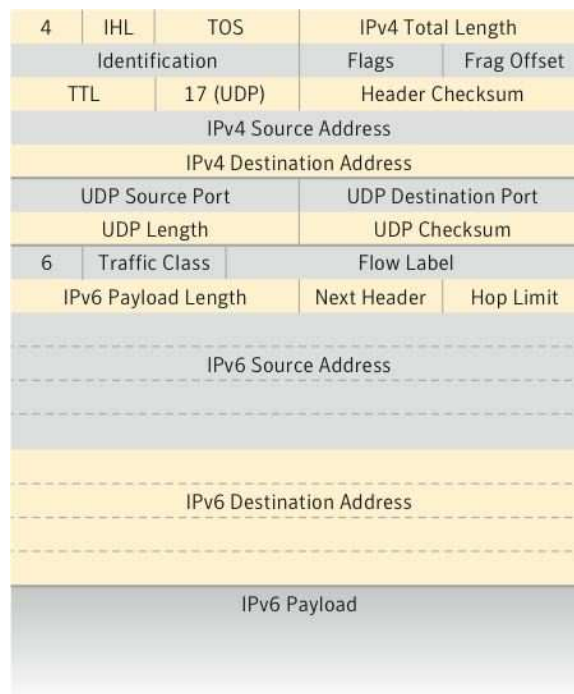 4 IHL TOS IPv4 Total Length
Identification Flags Frag Offset
TTL 17 (UDP) Header Checksum
IPv4 Source Address
IPv4 Destination Address
UDP Source Port UDP Destination Port
UDP Length UDP Checksum
6 Traffic Class Flow Label
IPv6 Payload Length Next Header Hop Limit
IPv6 Source Address
IPv6 Destination Address
IPv6 Payload